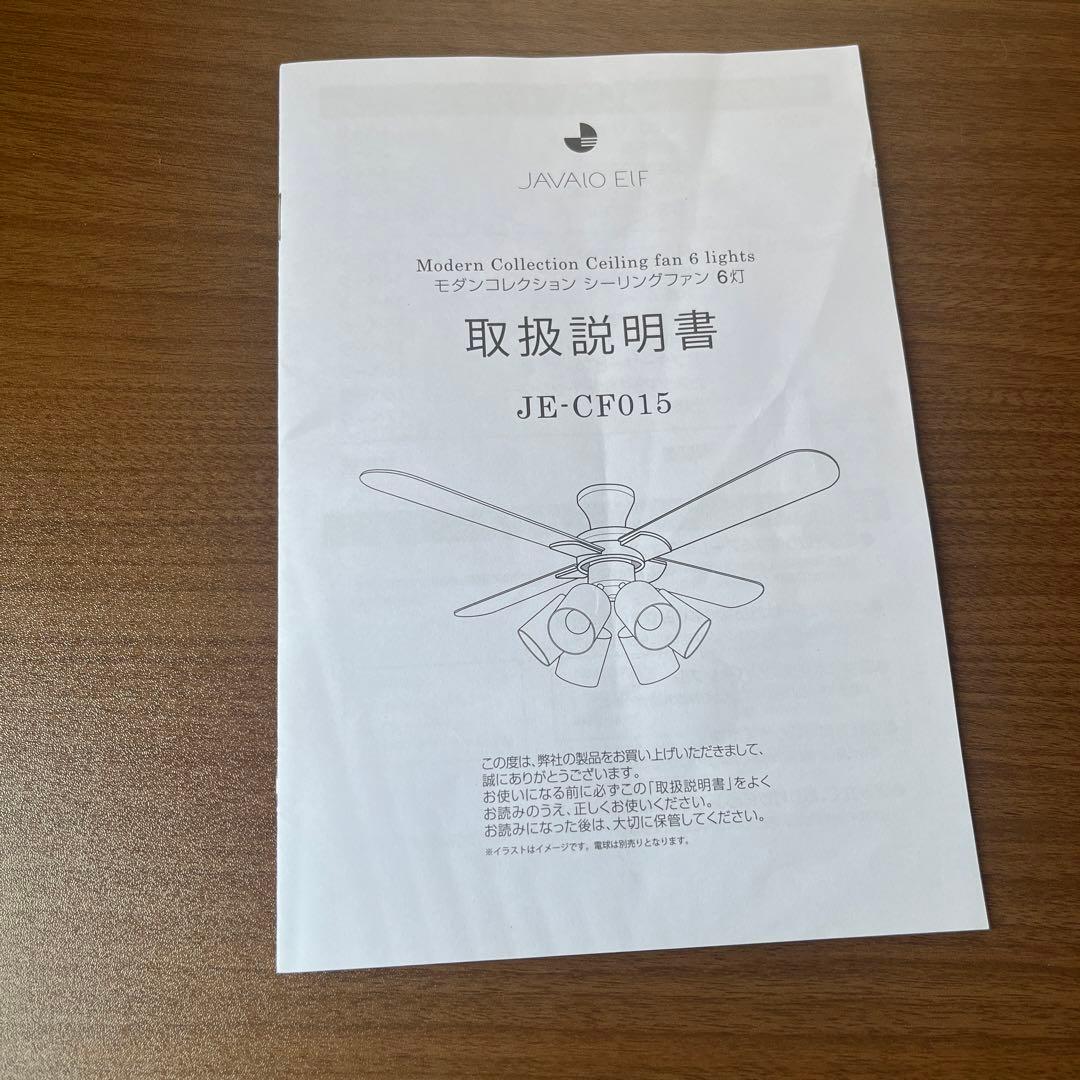 JAVALO ELF
Modern Collection Ceiling fan 6 lights
モダンコレクション シーリングファン 6灯
取扱説明書
JE-CF015
この度は、弊社の製品をお買い上げいただきまして、
誠にありがとうございます。
お使いになる前に必ずこの「取扱説明書」をよく
お読みのうえ、正しくお使いください。
お読みになった後は、大切に保管してください。
※イラストはイメージです。電球は別売りとなります。